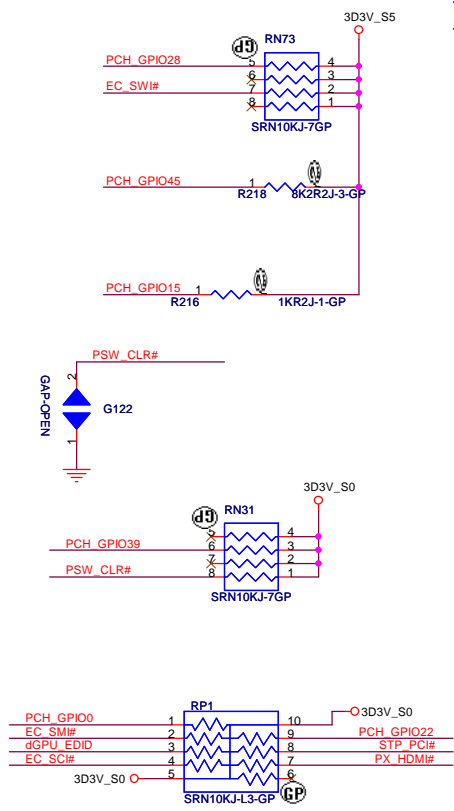 3D3V_S5
RN73
GP
PCH_GPIO28 5 4
6 3
EC_SWI# 7 2
8 1
SRN10KJ-7GP
PCH_GPIO45 1
R218 8K2R2J-3-GP
PCH_GPIO15 1
R216 1KR2J-1-GP
PSW_CLR#
2
GAP-OPEN
G122
1
3D3V_S0
RN31
GP
5 4
PCH_GPIO39 6 3
7 2
PSW_CLR# 8 1
SRN10KJ-7GP
RP1
PCH_GPIO0 1 10 3D3V_S0
EC_SMI# 2 9 PCH_GPIO22
dGPU_EDID 3 8 STP_PCI#
EC_SCI# 4 7 PX_HDMI#
3D3V_S0 5 6
SRN10KJ-L3-GP
GP